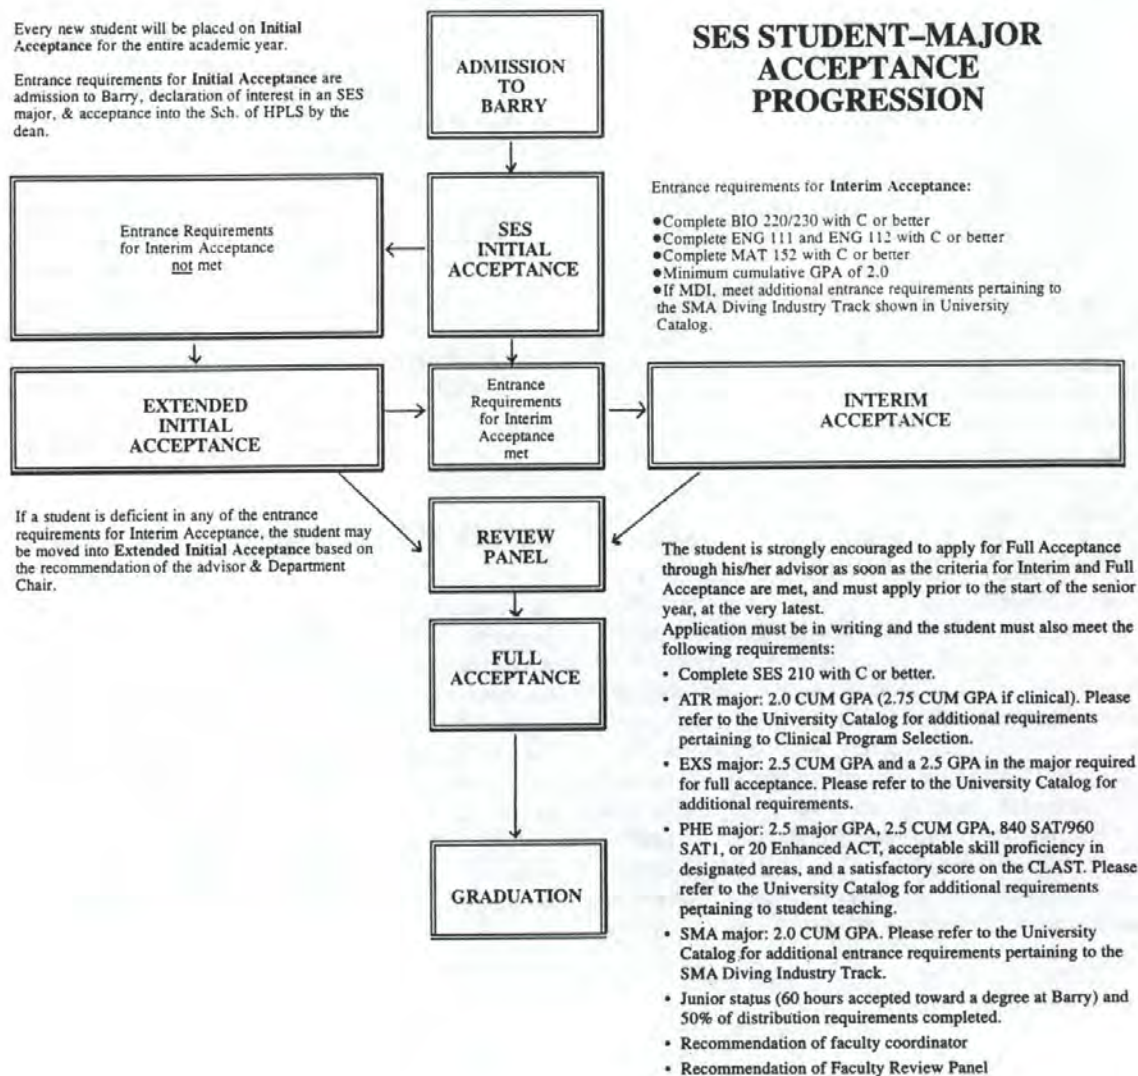 Every new student will be placed on Initial
Acceptance for the entire academic year.
Entrance requirements for Initial Acceptance are
admission to Barry, declaration of interest in an SES
major, & acceptance into the Sch. of HPLS by the
dean.
ADMISSION
TO
BARRY
SES STUDENT–MAJOR
ACCEPTANCE
PROGRESSION
Entrance Requirements
for Interim Acceptance
not met
SES
INITIAL
ACCEPTANCE
Entrance requirements for Interim Acceptance:
●Complete BIO 220/230 with C or better
●Complete ENG 111 and ENG 112 with C or better
●Complete MAT 152 with C or better
●Minimum cumulative GPA of 2.0
●If MDI, meet additional entrance requirements pertaining to
the SMA Diving Industry Track shown in University
Catalog.
EXTENDED
INITIAL
ACCEPTANCE
Entrance
Requirements
for Interim
Acceptance
met
INTERIM
ACCEPTANCE
If a student is deficient in any of the entrance
requirements for Interim Acceptance, the student may
be moved into Extended Initial Acceptance based on
the recommendation of the advisor & Department
Chair.
REVIEW
PANEL
FULL
ACCEPTANCE
GRADUATION
The student is strongly encouraged to apply for Full Acceptance
through his/her advisor as soon as the criteria for Interim and Full
Acceptance are met, and must apply prior to the start of the senior
year, at the very latest.
Application must be in writing and the student must also meet the
following requirements:
• Complete SES 210 with C or better.
• ATR major: 2.0 CUM GPA (2.75 CUM GPA if clinical). Please
refer to the University Catalog for additional requirements
pertaining to Clinical Program Selection.
• EXS major: 2.5 CUM GPA and a 2.5 GPA in the major required
for full acceptance. Please refer to the University Catalog for
additional requirements.
• PHE major: 2.5 major GPA, 2.5 CUM GPA, 840 SAT/960
SAT1, or 20 Enhanced ACT, acceptable skill proficiency in
designated areas, and a satisfactory score on the CLAST. Please
refer to the University Catalog for additional requirements
pertaining to student teaching.
• SMA major: 2.0 CUM GPA. Please refer to the University
Catalog for additional entrance requirements pertaining to the
SMA Diving Industry Track.
• Junior status (60 hours accepted toward a degree at Barry) and
50% of distribution requirements completed.
• Recommendation of faculty coordinator
• Recommendation of Faculty Review Panel